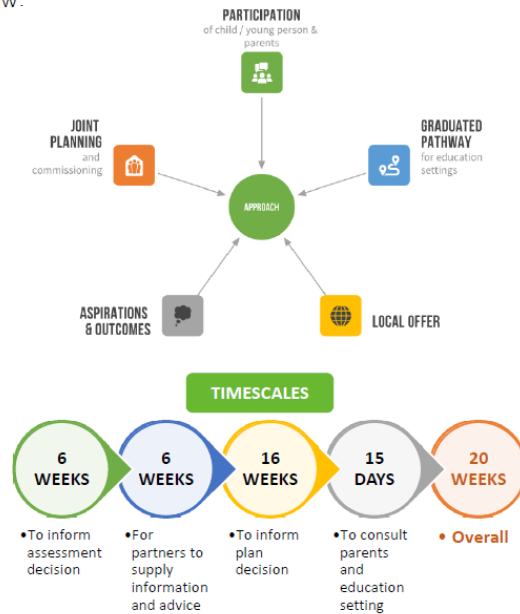 w.
PARTICIPATION
of child / young person &
parents
JOINT
PLANNING
and
commissioning
GRADUATED
PATHWAY
for education
settings
APPROACH
ASPIRATIONS
& OUTCOMES
LOCAL OFFER
TIMESCALES
6
WEEKS
6
WEEKS
16
WEEKS
15
DAYS
20
WEEKS
•To inform
assessment
decision
•For
partners to
supply
information
and advice
•To inform
plan
decision
•To consult
parents
and
education
setting
• Overall